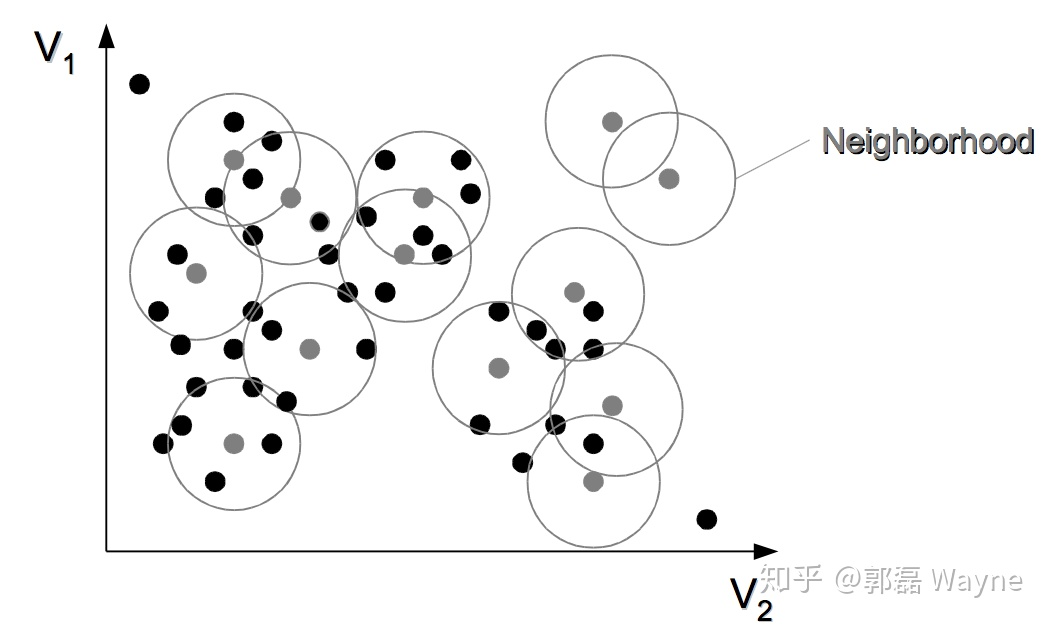 V1
Neighborhood
V2
知乎 @郭磊 Wayne